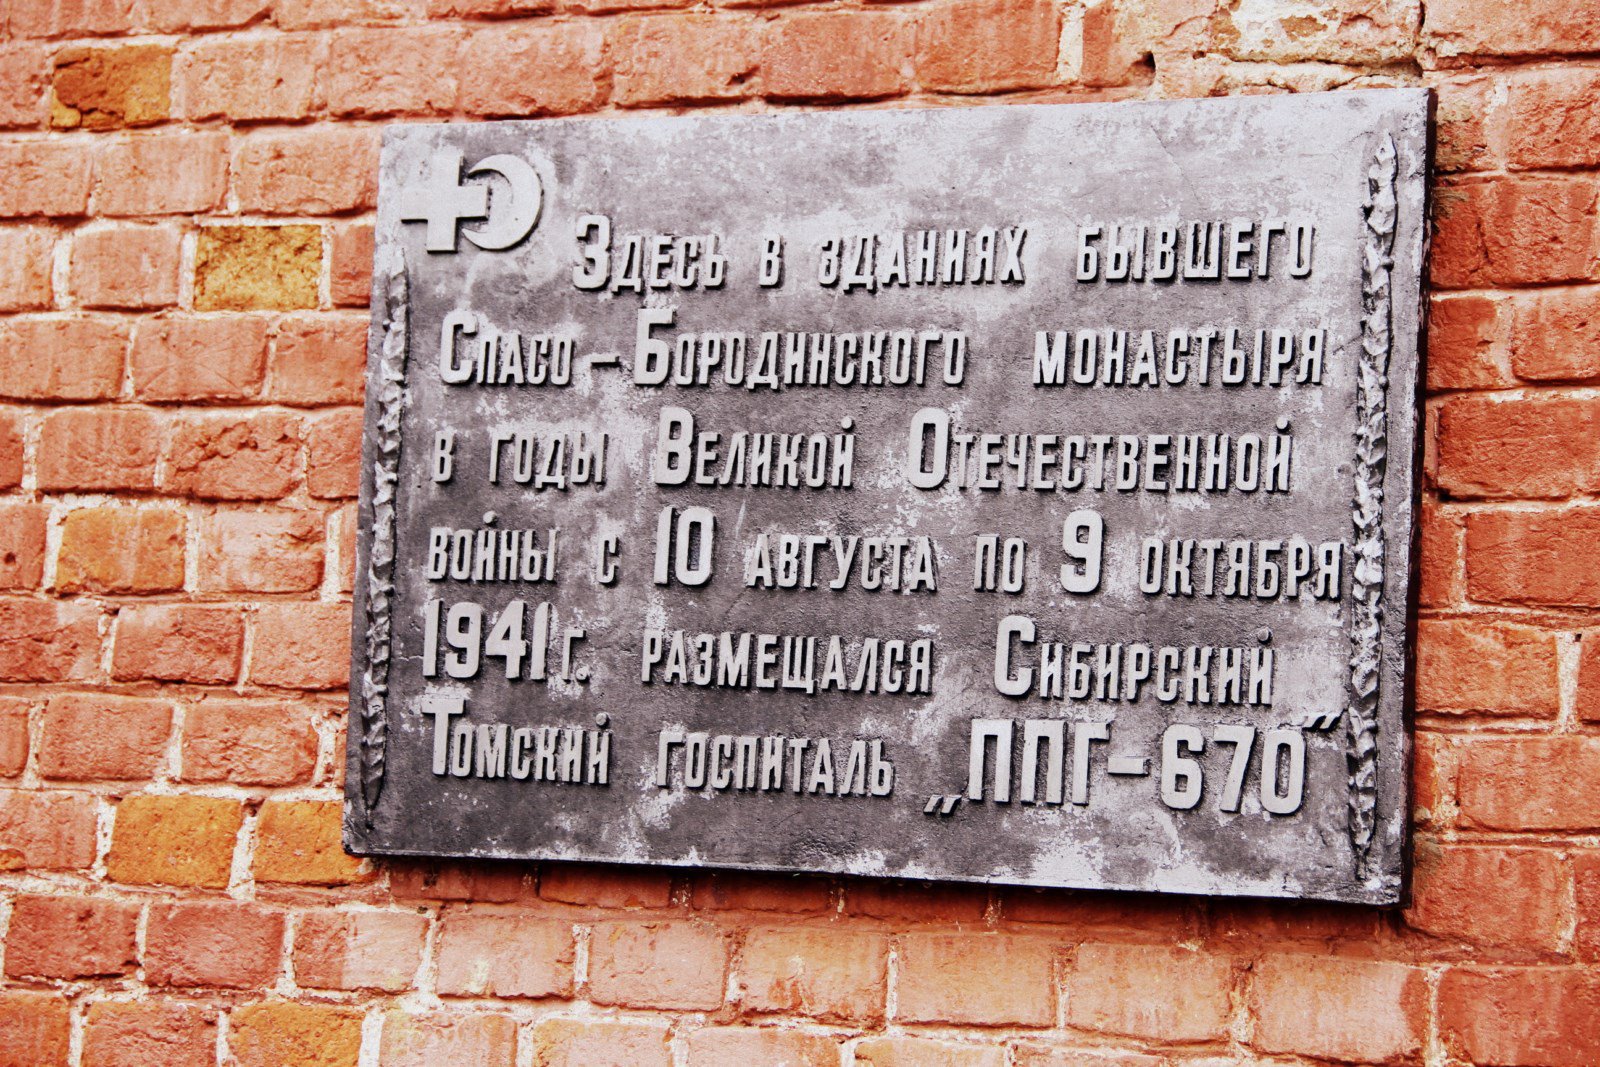 Здесь в зданиях бывшего
Спасо-Бородинского монастыря
в годы Великой Отечественной
войны с 10 августа по 9 октября
1941г. размещался Сибирский
Томский госпиталь „ППГ-670”